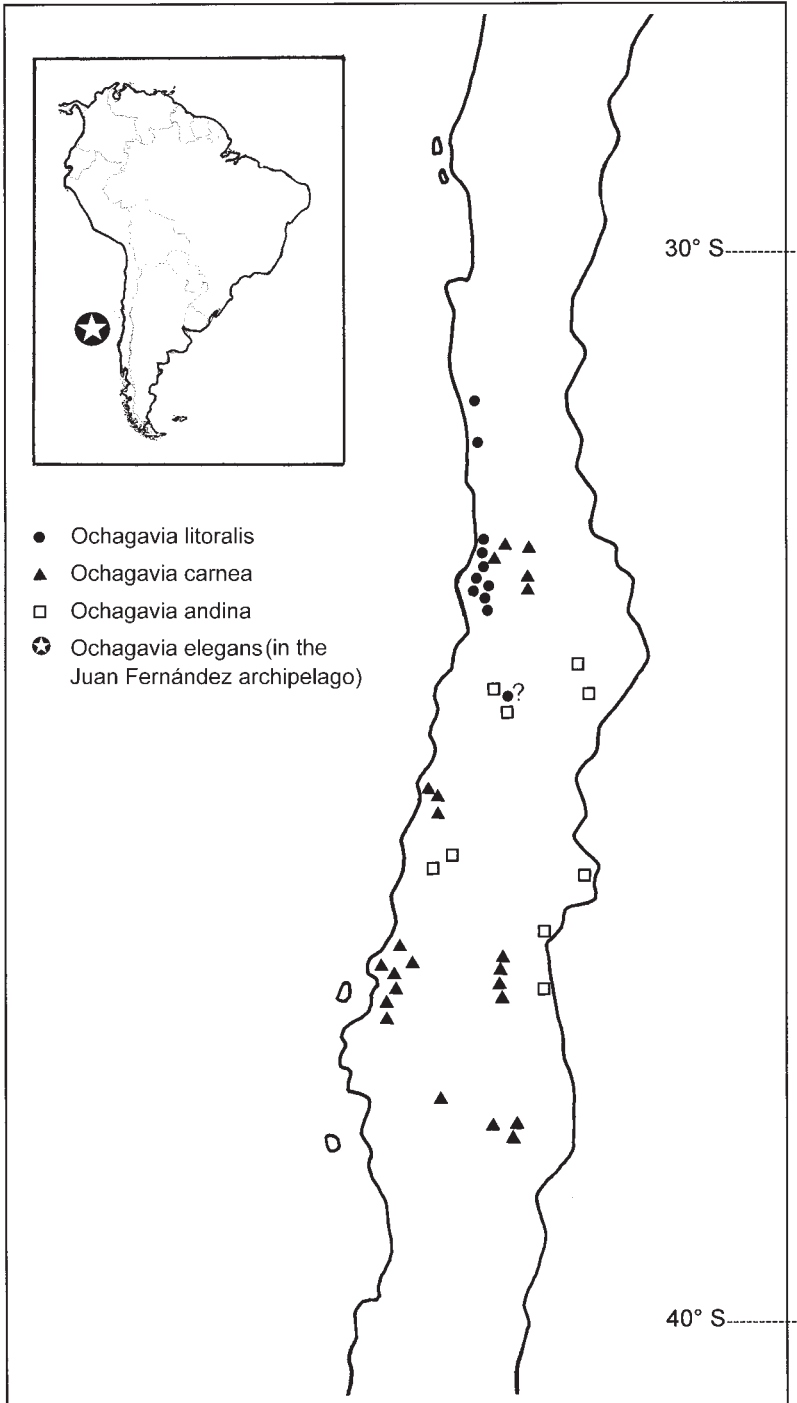 30° S
Ochagavia litoralis
Ochagavia carnea
Ochagavia andina
Ochagavia elegans (in the
Juan Fernández archipelago)
?
40° S